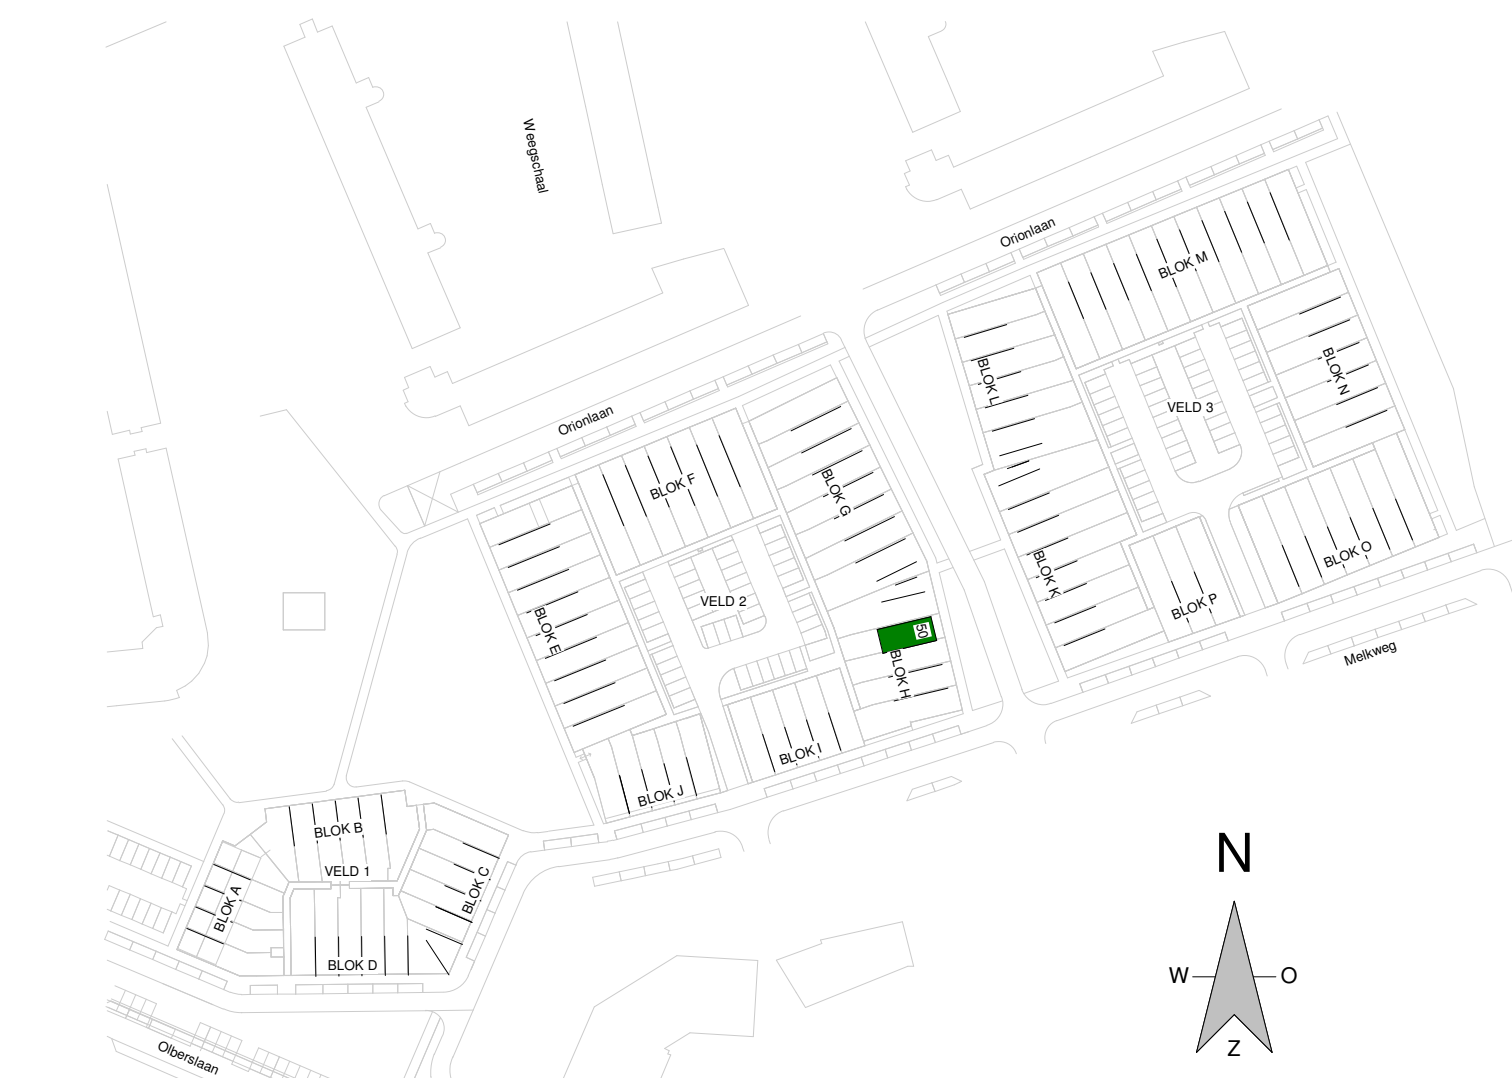 Weegschaal
Orionlaan
BLOK M
BLOK L
BLOK N
VELD 3
Orionlaan
BLOK F
BLOK G
BLOK K
BLOK O
BLOK P
VELD 2
BLOK E
50
BLOK H
Melkweg
BLOK I
BLOK J
BLOK B
VELD 1
BLOK C
BLOK A
BLOK D
Olberslaan
N
W
O
Z